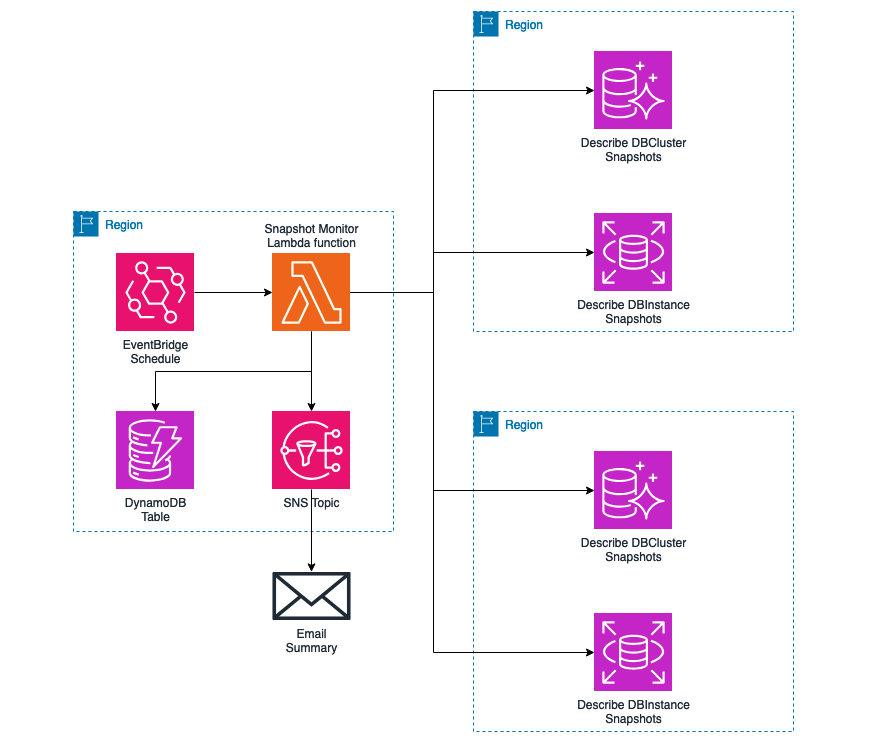 Region
Describe DBCluster
Snapshots
Describe DBInstance
Snapshots
Region
Snapshot Monitor
Lambda function
EventBridge
Schedule
DynamoDB
Table
SNS Topic
Email
Summary
Region
Describe DBCluster
Snapshots
Describe DBInstance
Snapshots